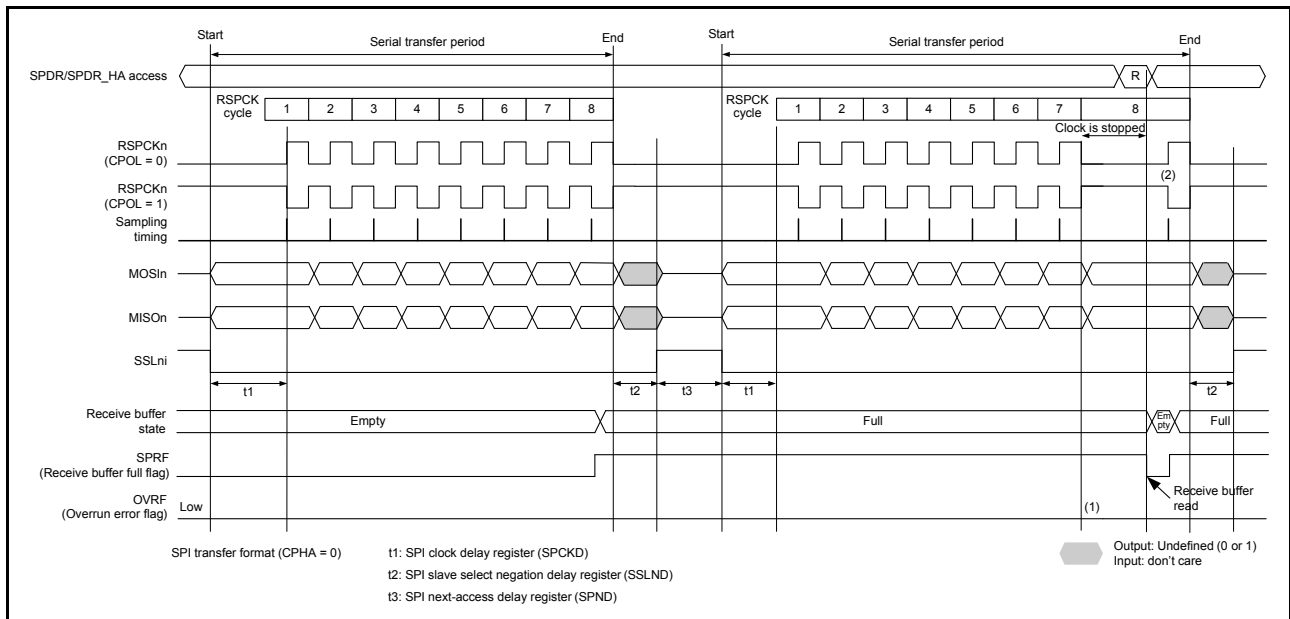 Start Serial transfer period End Start Serial transfer period End
SPDR/SPDR_HA access R
RSPCK
cycle 1 2 3 4 5 6 7 8 RSPCK
cycle 1 2 3 4 5 6 7 8
Clock is stopped
RSPCKn
(CPOL = 0)
(2)
RSPCKn
(CPOL = 1)
Sampling
timing
MOSIn
MISOn
SSLni
t1 t2 t3 t1 t2
Receive buffer
state Empty Full Em
pty Full
SPRF
(Receive buffer full flag)
Receive buffer
read
OVRF
(Overrun error flag) Low (1)
SPI transfer format (CPHA = 0)
t1: SPI clock delay register (SPCKD)
t2: SPI slave select negation delay register (SSLND)
t3: SPI next-access delay register (SPND)
Output: Undefined (0 or 1)
Input: don't care